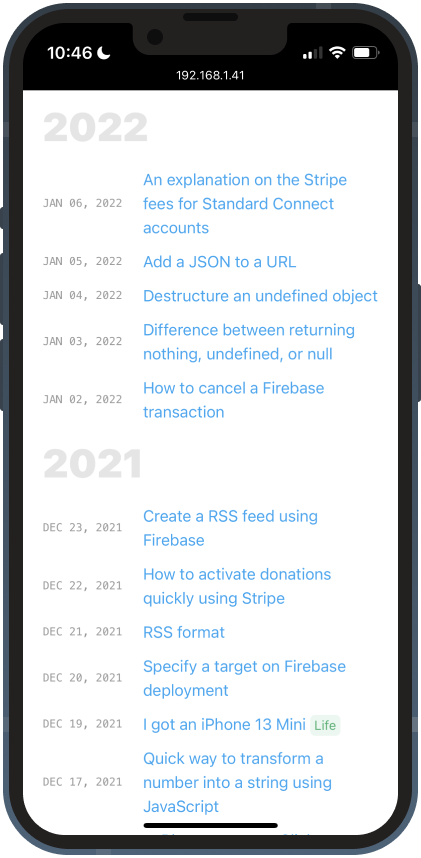 10:46
192.168.1.41
2022
JAN 06, 2022
An explanation on the Stripe
fees for Standard Connect
accounts
JAN 05, 2022
Add a JSON to a URL
JAN 04, 2022
Destructure an undefined object
JAN 03, 2022
Difference between returning
nothing, undefined, or null
JAN 02, 2022
How to cancel a Firebase
transaction
2021
DEC 23, 2021
Create a RSS feed using
Firebase
DEC 22, 2021
How to activate donations
quickly using Stripe
DEC 21, 2021
RSS format
DEC 20, 2021
Specify a target on Firebase
deployment
DEC 19, 2021
I got an iPhone 13 Mini Life
DEC 17, 2021
Quick way to transform a
number into a string using
JavaScript